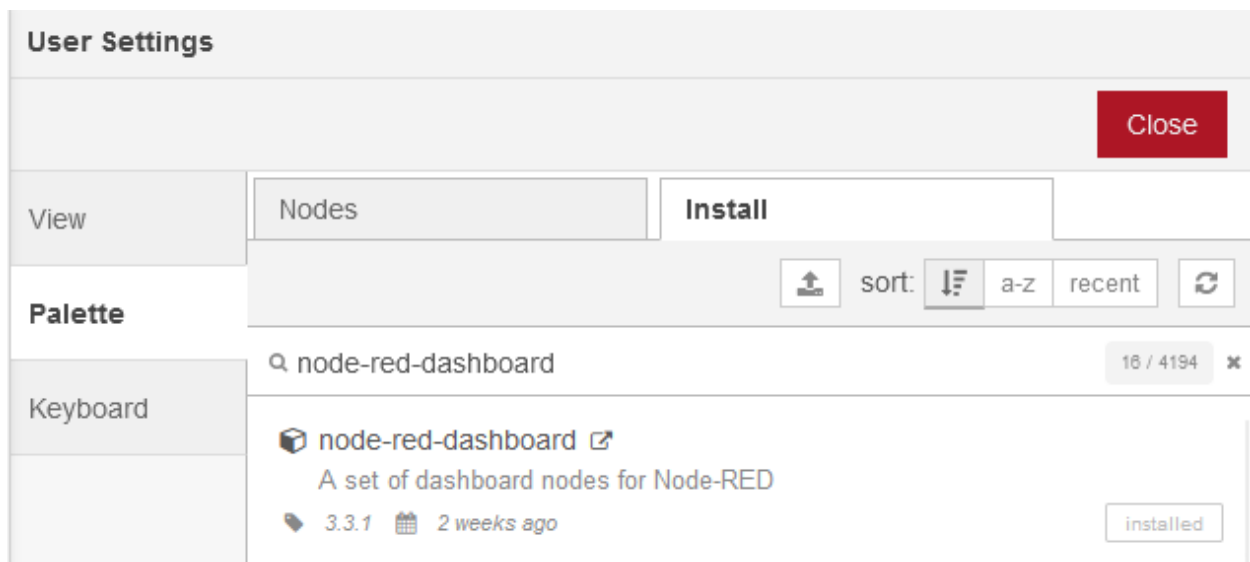 User Settings
Close
View
Nodes
Install
sort:
a-z
recent
Palette
node-red-dashboard
16 / 4194
Keyboard
node-red-dashboard
A set of dashboard nodes for Node-RED
3.3.1
2 weeks ago
installed